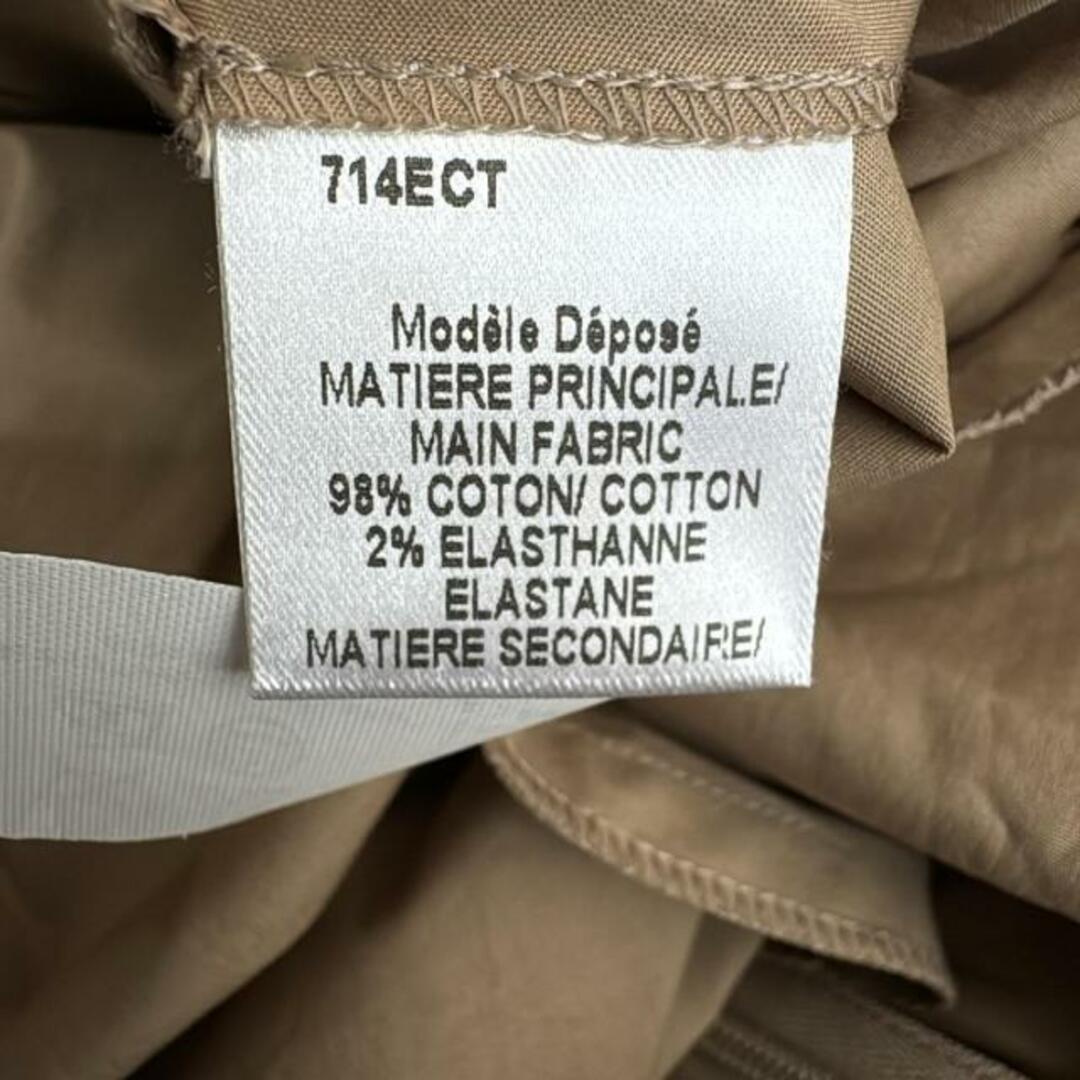 714ECT
Modèle Déposé
MATIERE PRINCIPALE/
MAIN FABRIC
98% COTON/ COTTON
2% ELASTHANNE
ELASTANE
MATIERE SECONDAIRE/